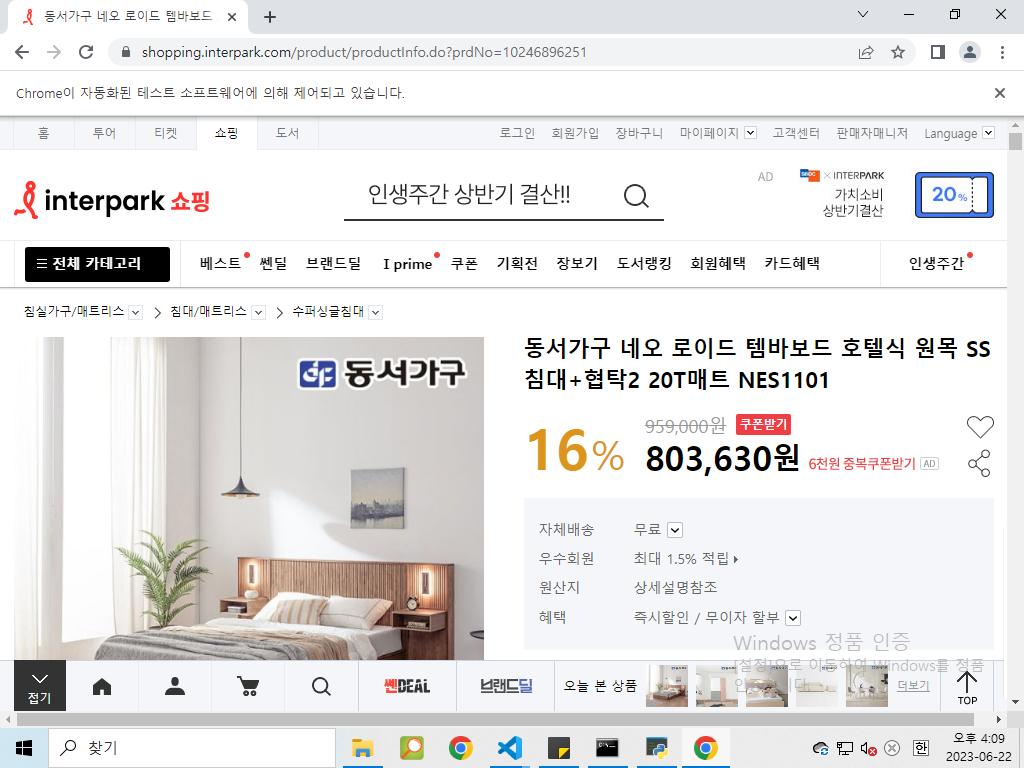 동서가구 네오 로이드 템바보드
shopping.interpark.com/product/productInfo.do?prdNo=10246896251
Chrome이 자동화된 테스트 소프트웨어에 의해 제어되고 있습니다.
홈 투어 티켓 쇼핑 도서 로그인 회원가입 장바구니 마이페이지 고객센터 판매자매니저 Language
interpark 쇼핑
인생주간 상반기 결산!!
AD
SBDC × INTERPARK
가치소비
상반기결산
20%
전체 카테고리 베스트 쎈딜 브랜드딜 I prime 쿠폰 기획전 장보기 도서랭킹 회원혜택 카드혜택 인생주간
침실가구/매트리스 침대/매트리스 수퍼싱글침대
동서가구
동서가구 네오 로이드 템바보드 호텔식 원목 SS
침대+협탁2 20T매트 NES1101
16%
959,000원 쿠폰받기
803,630원 6천원 중복쿠폰받기 AD
자체배송 무료
우수회원 최대 1.5% 적립
원산지 상세설명참조
혜택 즉시할인 / 무이자 할부
Windows 정품 인증
[설정]으로 이동하여 Windows를 정품
접기
쎈DEAL
브랜드딜
오늘 본 상품
더보기
TOP
찾기
한
오후 4:09
2023-06-22